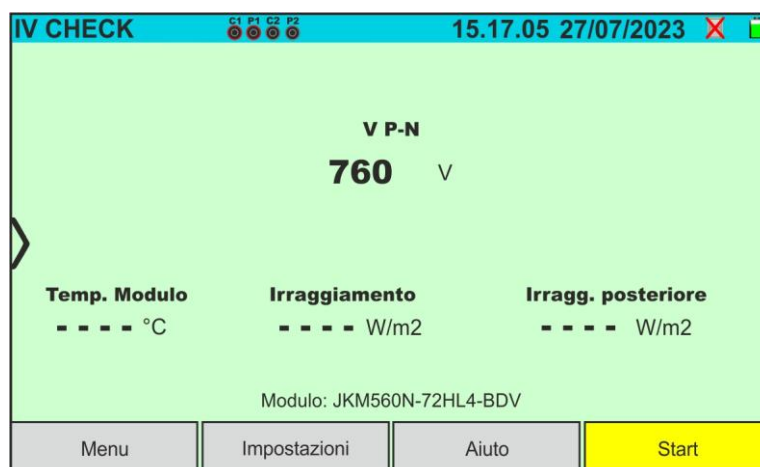 IV CHECK C1 P1 C2 P2 15.17.05 27/07/2023
V P-N
760 V
Temp. Modulo Irraggiamento Irragg. posteriore
- - - - °C - - - - W/m2 - - - - W/m2
Modulo: JKM560N-72HL4-BDV
Menu Impostazioni Aiuto Start